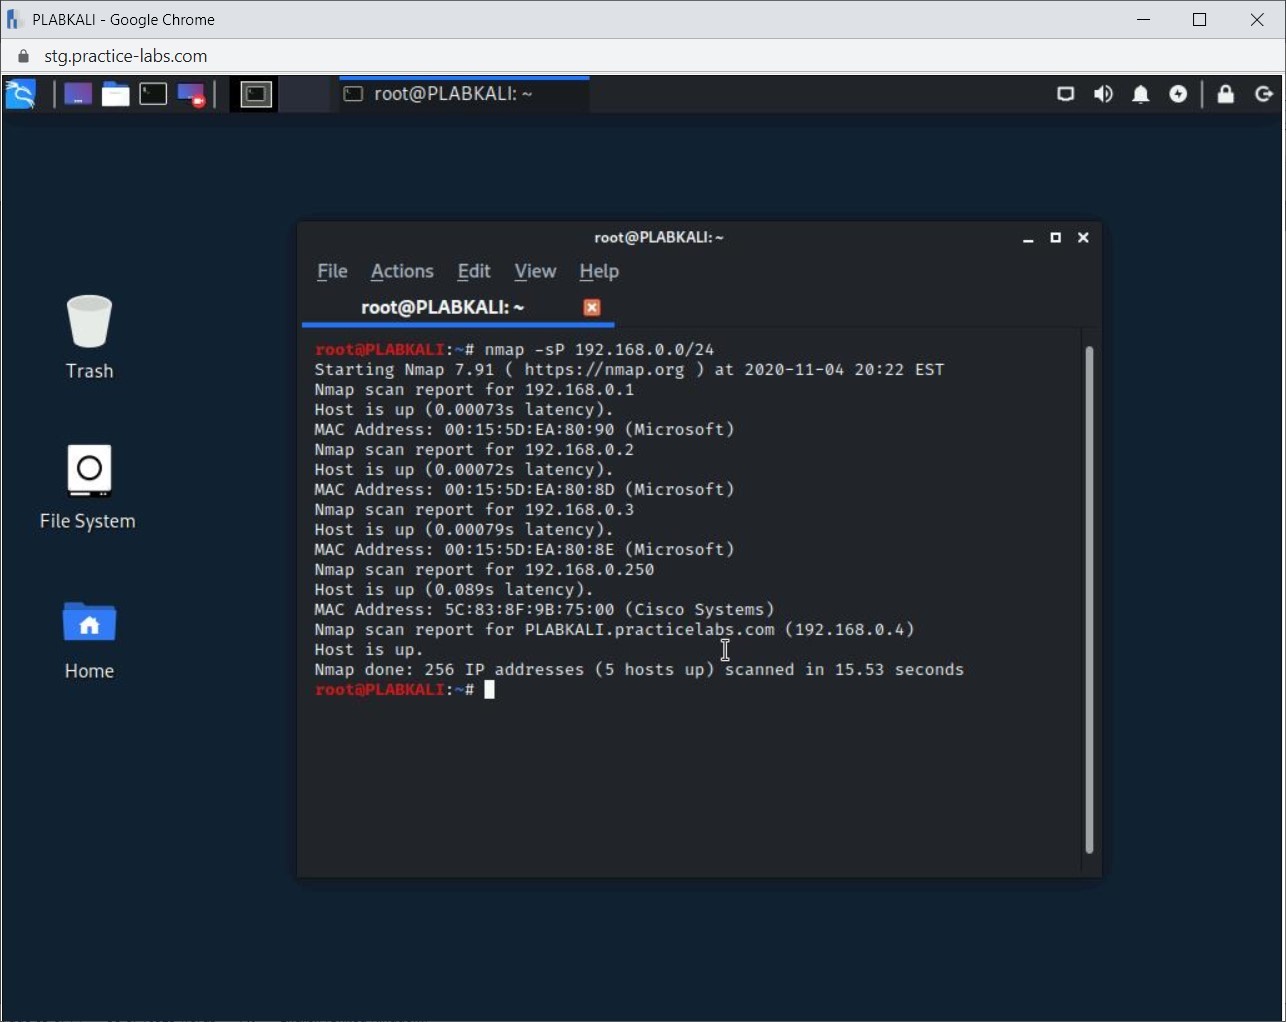 PLABKALI - Google Chrome
stg.practice-labs.com
root@PLABKALI: ~
root@PLABKALI:~
File Actions Edit View Help
root@PLABKALI: ~
root@PLABKALI:~# nmap -sP 192.168.0.0/24
Starting Nmap 7.91 ( https://nmap.org ) at 2020-11-04 20:22 EST
Nmap scan report for 192.168.0.1
Host is up (0.00073s latency).
MAC Address: 00:15:5D:EA:80:90 (Microsoft)
Nmap scan report for 192.168.0.2
Host is up (0.00072s latency).
MAC Address: 00:15:5D:EA:80:8D (Microsoft)
Nmap scan report for 192.168.0.3
Host is up (0.00079s latency).
MAC Address: 00:15:5D:EA:80:8E (Microsoft)
Nmap scan report for 192.168.0.250
Host is up (0.089s latency).
MAC Address: 5C:83:8F:9B:75:00 (Cisco Systems)
Nmap scan report for PLABKALI.practicelabs.com (192.168.0.4)
Host is up.
Nmap done: 256 IP addresses (5 hosts up) scanned in 15.53 seconds
root@PLABKALI:~#
Trash
File System
Home